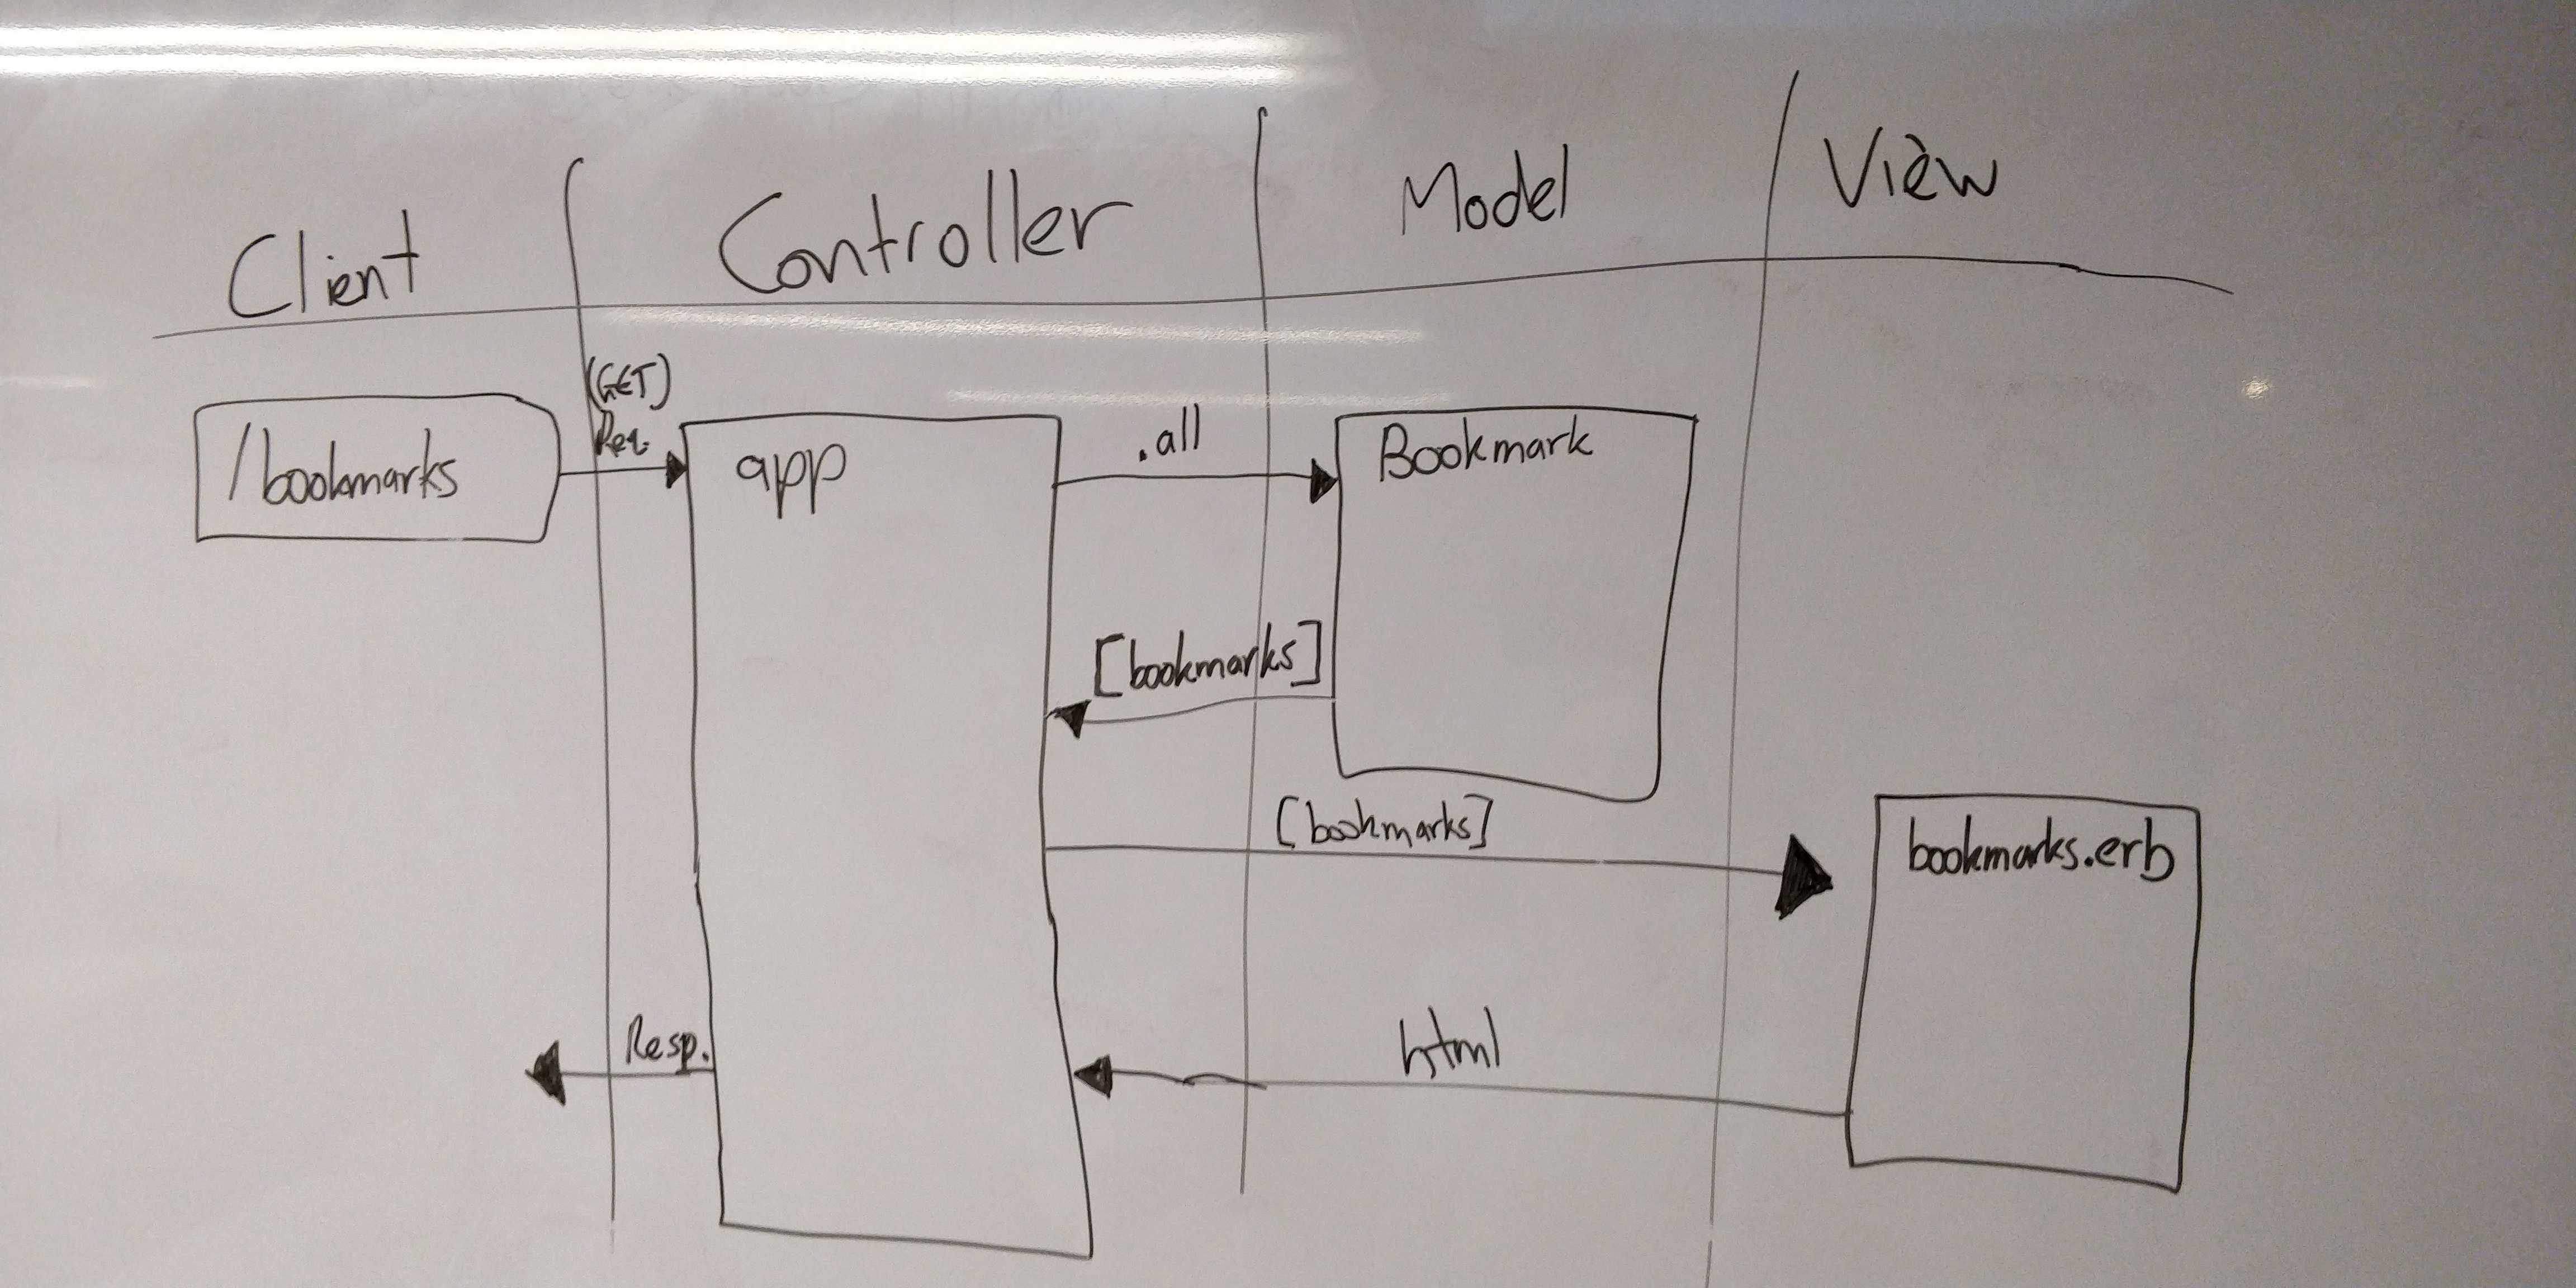 Client
Controller
Model
View
(GET)
Req.
/bookmarks
app
.all
Bookmark
[bookmarks]
[bookmarks]
bookmarks.erb
Resp.
html